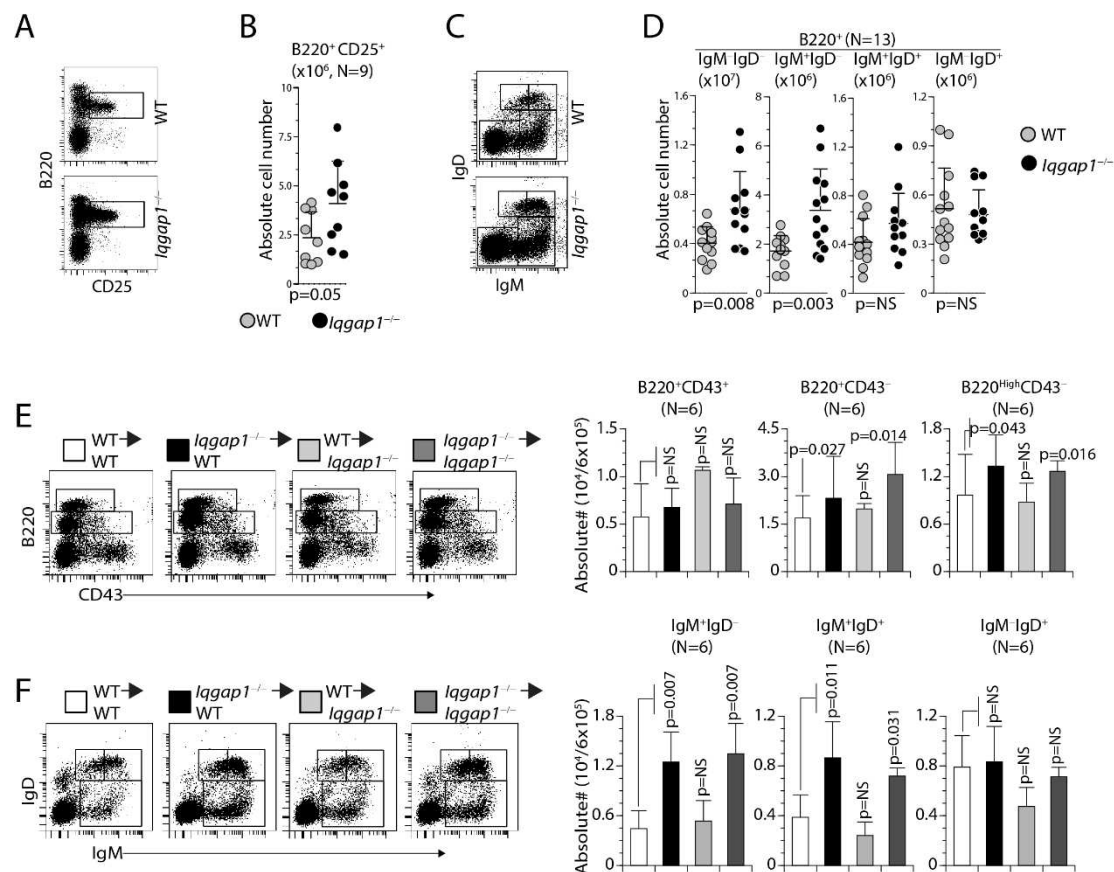 A
B220
CD25
WT
Iqgap1⁻/⁻
B
B220⁺CD25⁺
(x10⁶, N=9)
Absolute cell number
10
7.5
5.0
2.5
0
p=0.05
WT
Iqgap1⁻/⁻
C
IgD
IgM
WT
Iqgap1⁻/⁻
D
B220⁺ (N=13)
IgM⁻IgD⁻
(x10⁷)
IgM⁺IgD⁻
(x10⁶)
IgM⁺IgD⁺
(x10⁶)
IgM⁻IgD⁺
(x10⁶)
Absolute cell number
1.6
1.2
0.8
0.4
0
8
6
4
2
0
1.6
1.2
0.8
0.4
0
1.2
0.9
0.6
0.3
0
p=0.008
p=0.003
p=NS
p=NS
WT
Iqgap1⁻/⁻
E
WT
WT
Iqgap1⁻/⁻
WT
WT
Iqgap1⁻/⁻
Iqgap1⁻/⁻
Iqgap1⁻/⁻
B220
CD43
Absolute# (10⁴/6x10⁵)
B220⁺CD43⁺
(N=6)
1.5
1.2
0.9
0.5
0
p=NS
p=NS
p=NS
B220⁺CD43⁻
(N=6)
4.5
3.0
1.5
0
p=0.027
p=NS
p=0.014
B220ᴴⁱᵍʰCD43⁻
(N=6)
1.8
1.2
0.6
0
p=0.043
p=NS
p=0.016
F
WT
WT
Iqgap1⁻/⁻
WT
WT
Iqgap1⁻/⁻
Iqgap1⁻/⁻
Iqgap1⁻/⁻
IgD
IgM
Absolute# (10⁴/6x10⁵)
IgM⁺IgD⁻
(N=6)
1.8
1.2
0.6
0
p=0.007
p=NS
p=0.007
IgM⁺IgD⁺
(N=6)
1.2
0.8
0.4
0
p=0.011
p=NS
p=0.031
IgM⁻IgD⁺
(N=6)
1.2
0.8
0.4
0
p=NS
p=NS
p=NS